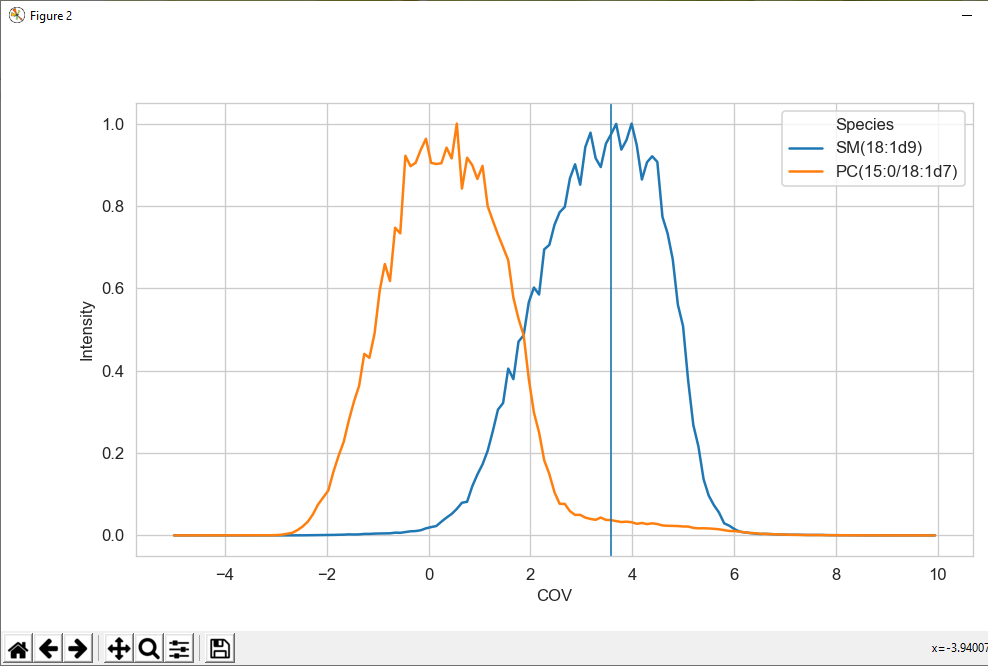 Figure 2
1.0
0.8
0.6
0.4
0.2
0.0
Intensity
Species
SM(18:1d9)
PC(15:0/18:1d7)
−4 −2 0 2 4 6 8 10
COV
x=-3.94007